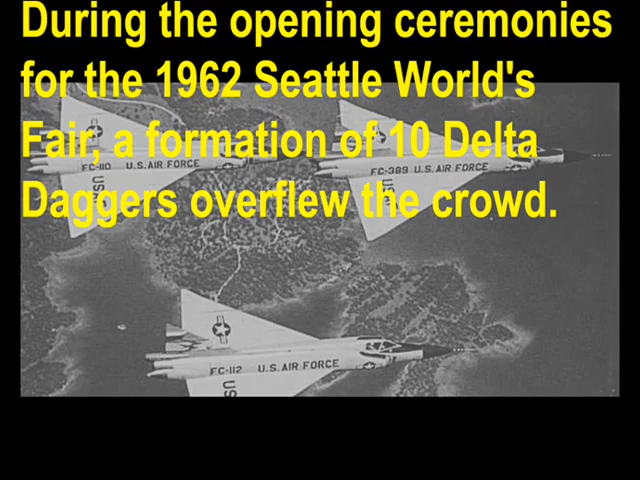 During the opening ceremonies
for the 1962 Seattle World's
Fair, a formation of 10 Delta
Daggers overflew the crowd.
FC-110 U.S. AIR FORCE
FC-389 U.S. AIR FORCE
FC-112 U.S. AIR FORCE